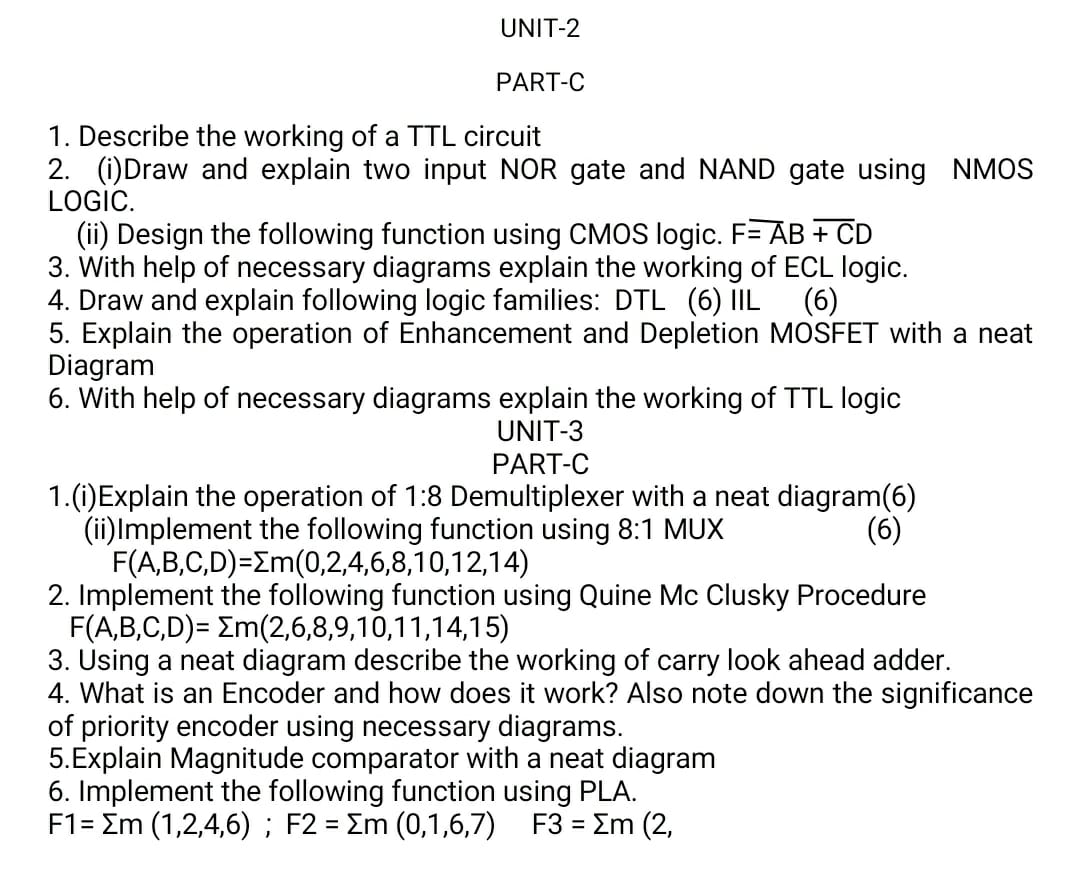 UNIT-2
PART-C
1. Describe the working of a TTL circuit
2. (i)Draw and explain two input NOR gate and NAND gate using NMOS
LOGIC.
(ii) Design the following function using CMOS logic. F= A̅B + C̅D
3. With help of necessary diagrams explain the working of ECL logic.
4. Draw and explain following logic families: DTL (6) IIL (6)
5. Explain the operation of Enhancement and Depletion MOSFET with a neat
Diagram
6. With help of necessary diagrams explain the working of TTL logic
UNIT-3
PART-C
1.(i)Explain the operation of 1:8 Demultiplexer with a neat diagram(6)
(ii)Implement the following function using 8:1 MUX (6)
F(A,B,C,D)=Σm(0,2,4,6,8,10,12,14)
2. Implement the following function using Quine Mc Clusky Procedure
F(A,B,C,D)= Σm(2,6,8,9,10,11,14,15)
3. Using a neat diagram describe the working of carry look ahead adder.
4. What is an Encoder and how does it work? Also note down the significance
of priority encoder using necessary diagrams.
5.Explain Magnitude comparator with a neat diagram
6. Implement the following function using PLA.
F1= Σm (1,2,4,6) ; F2 = Σm (0,1,6,7) F3 = Σm (2,